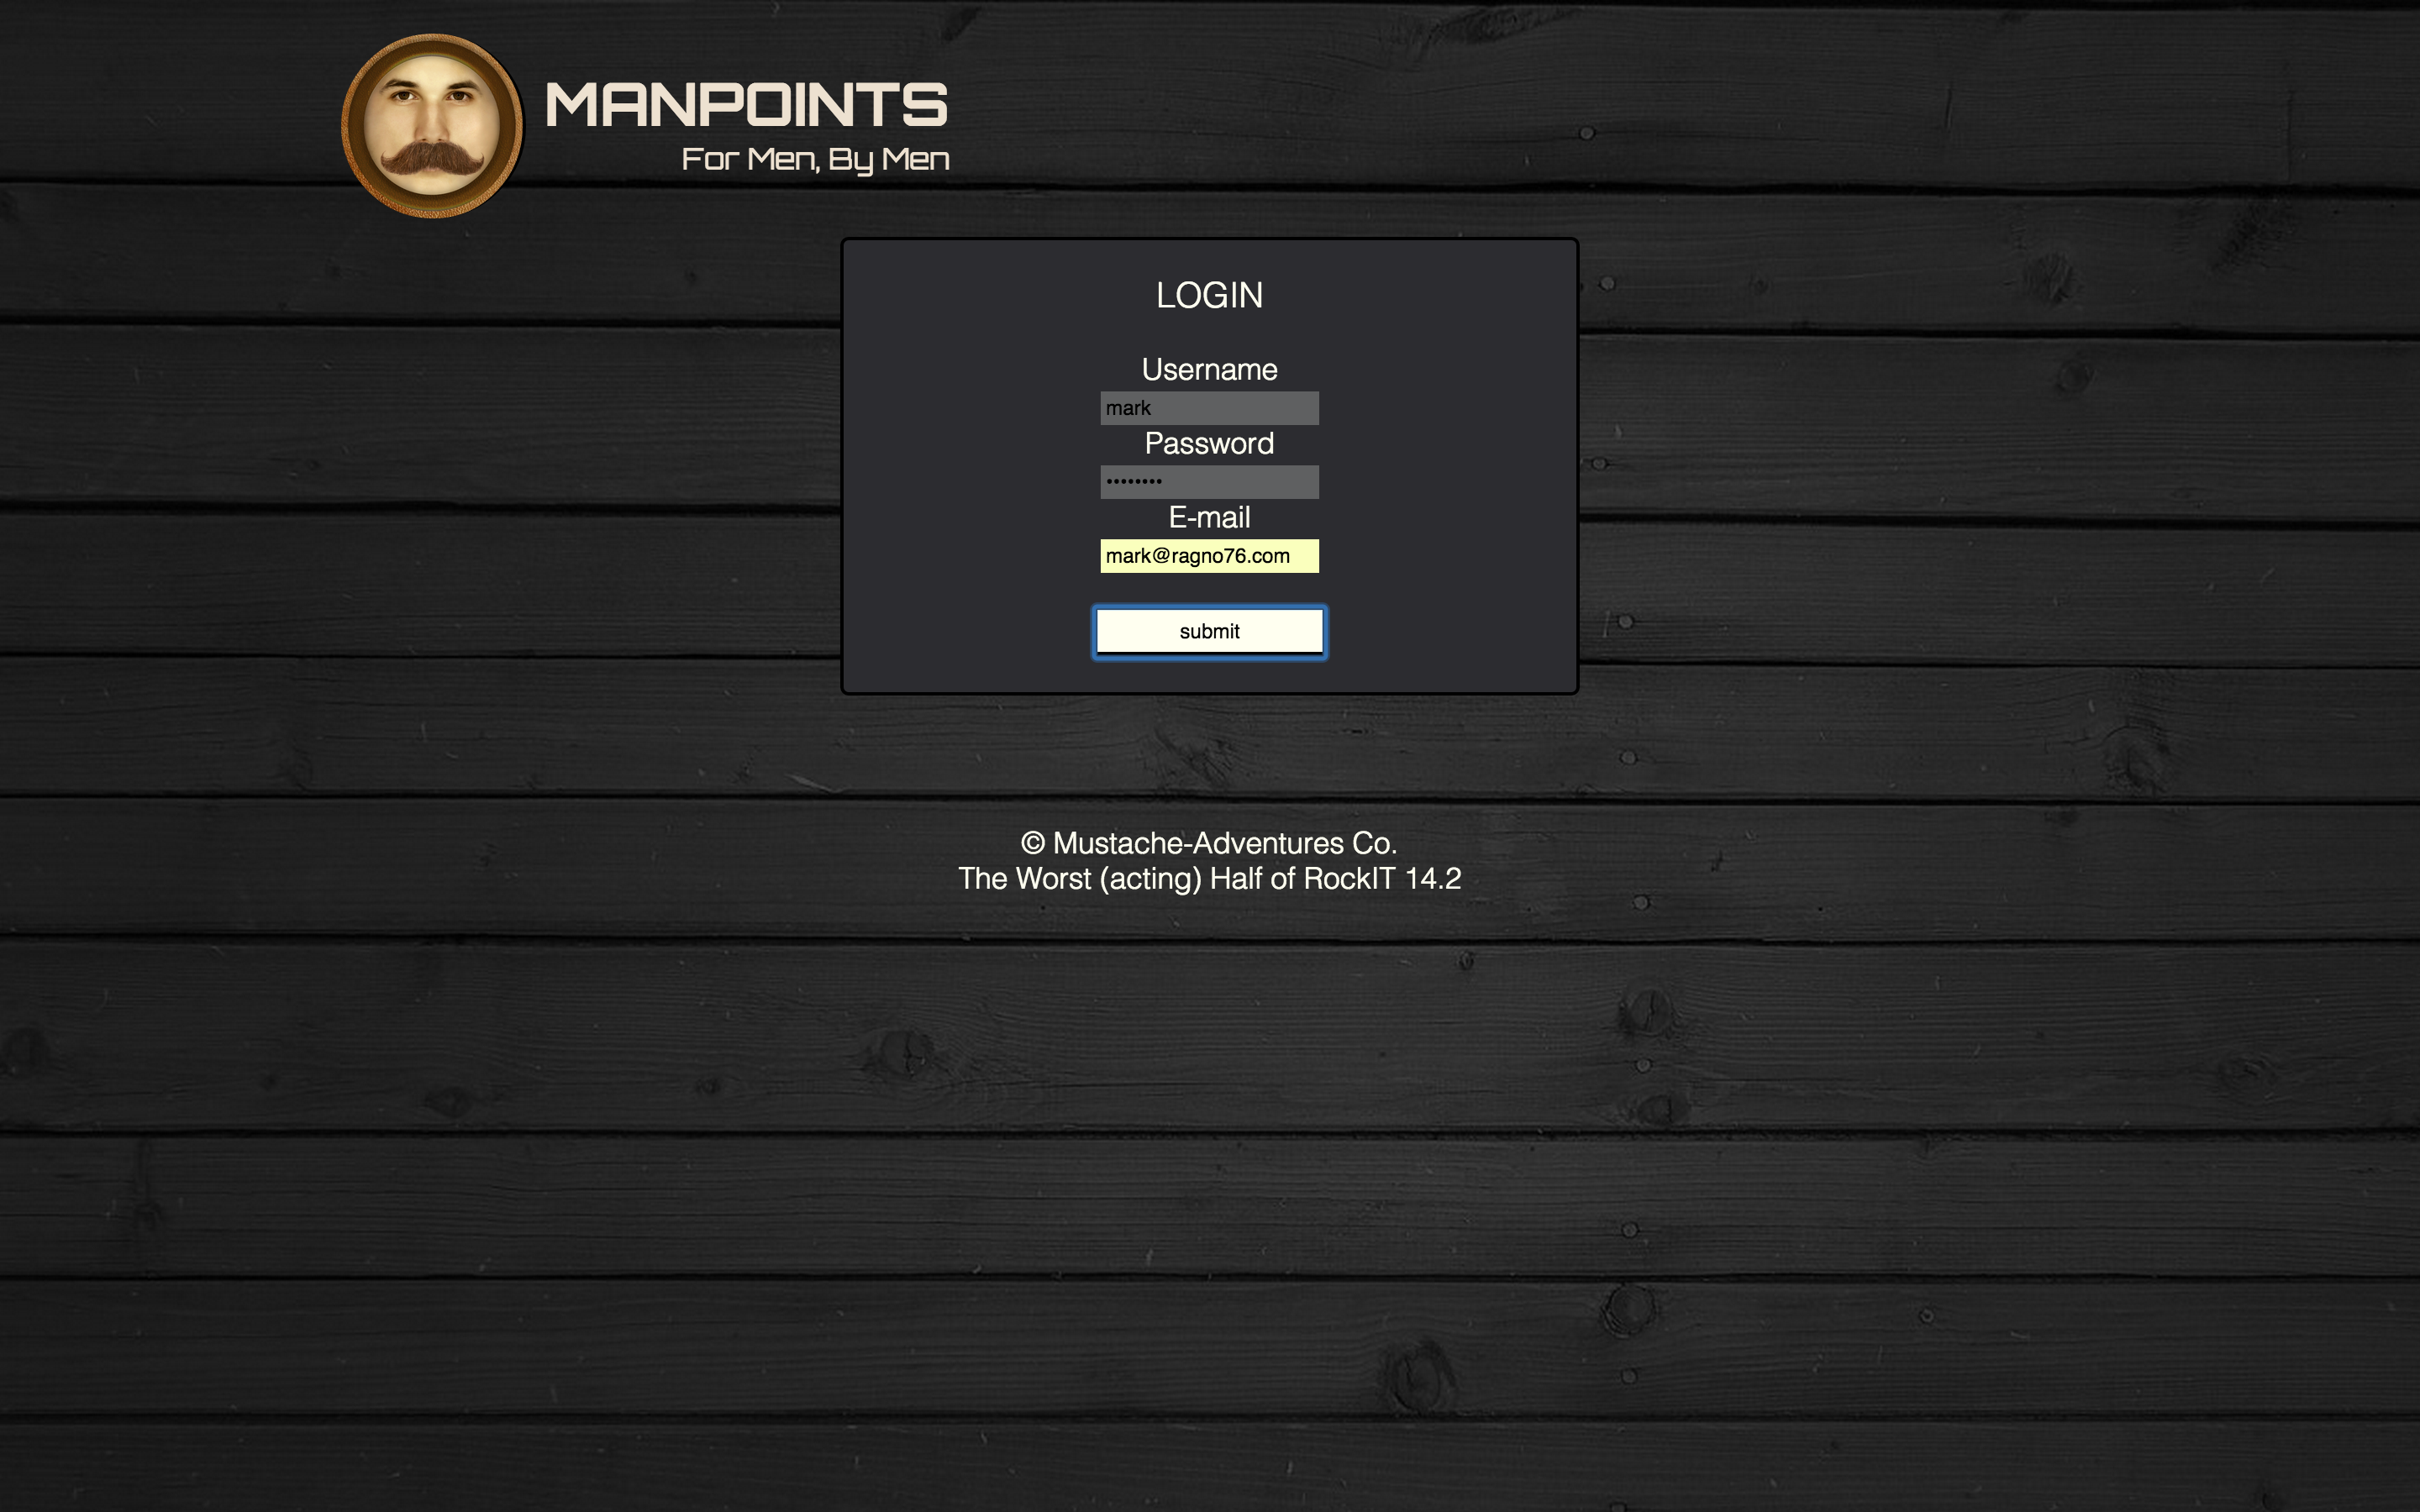 MANPOINTS
For Men, By Men
LOGIN
Username
mark
Password
••••••••
E-mail
mark@ragno76.com
submit
© Mustache-Adventures Co.
The Worst (acting) Half of RockIT 14.2